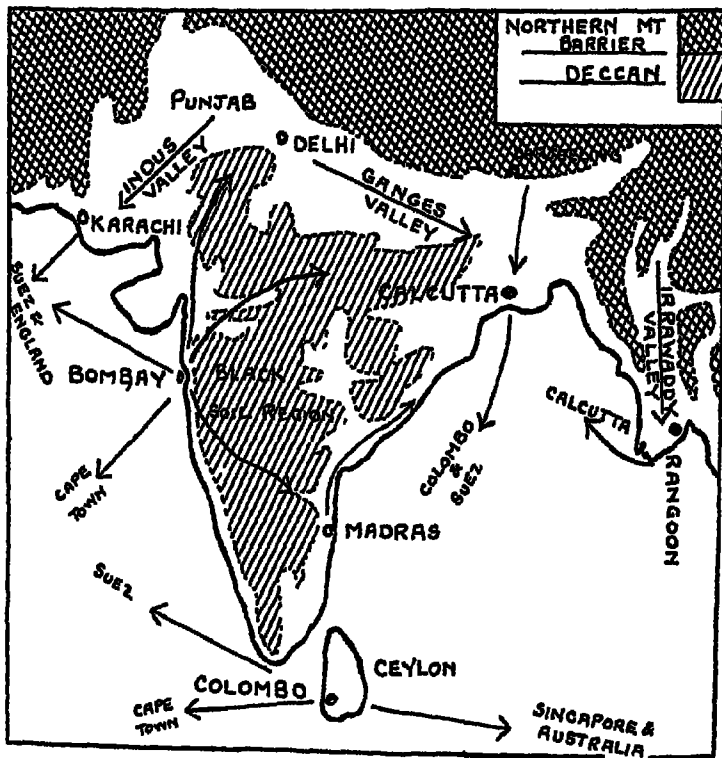 NORTHERN MT
BARRIER
DECCAN
PUNJAB
DELHI
INDUS
VALLEY
GANGES
VALLEY
KARACHI
SUEZ &
ENGLAND
CALCUTTA
IRRAWADDY
VALLEY
BOMBAY
BLACK
SOIL REGION
CALCUTTA
RANGOON
CAPE
TOWN
COLOMBO
&
SUEZ
MADRAS
SUEZ
CEYLON
COLOMBO
CAPE
TOWN
SINGAPORE &
AUSTRALIA